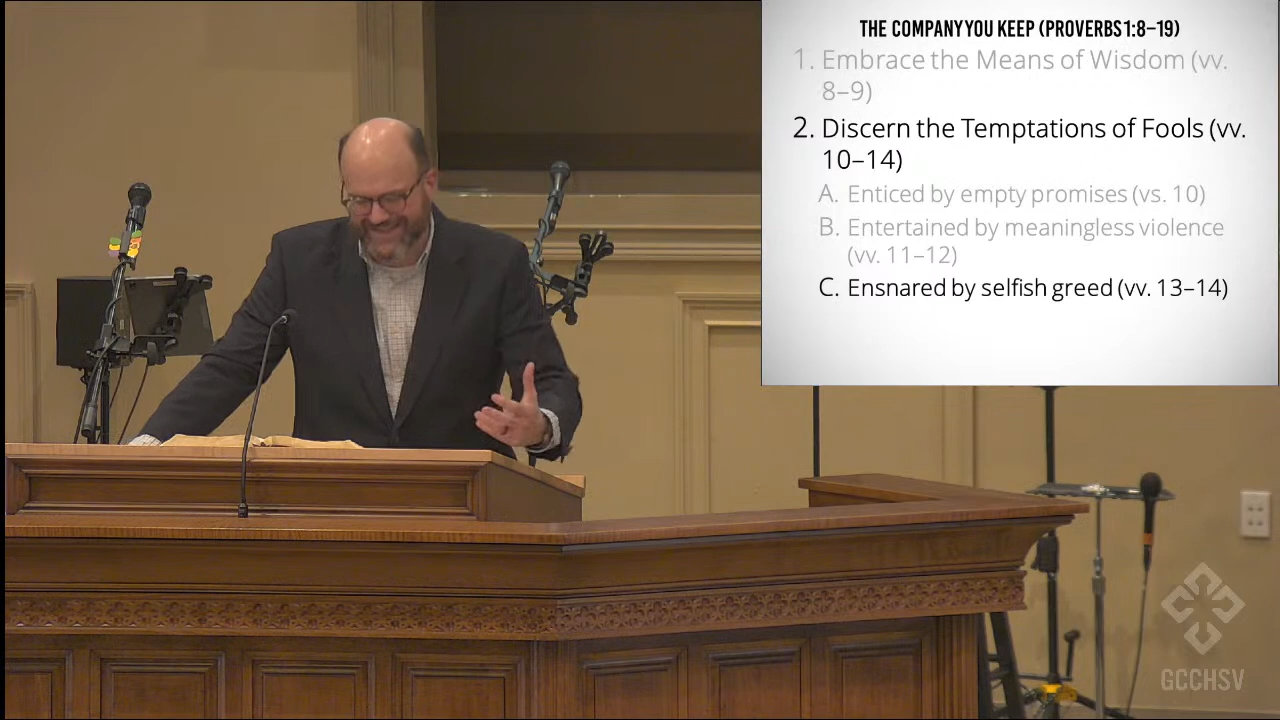 THE COMPANY YOU KEEP (PROVERBS 1:8–19)
1. Embrace the Means of Wisdom (vv.
8–9)
2. Discern the Temptations of Fools (vv.
10–14)
A. Enticed by empty promises (vs. 10)
B. Entertained by meaningless violence
(vv. 11–12)
C. Ensnared by selfish greed (vv. 13–14)
GCCHSV